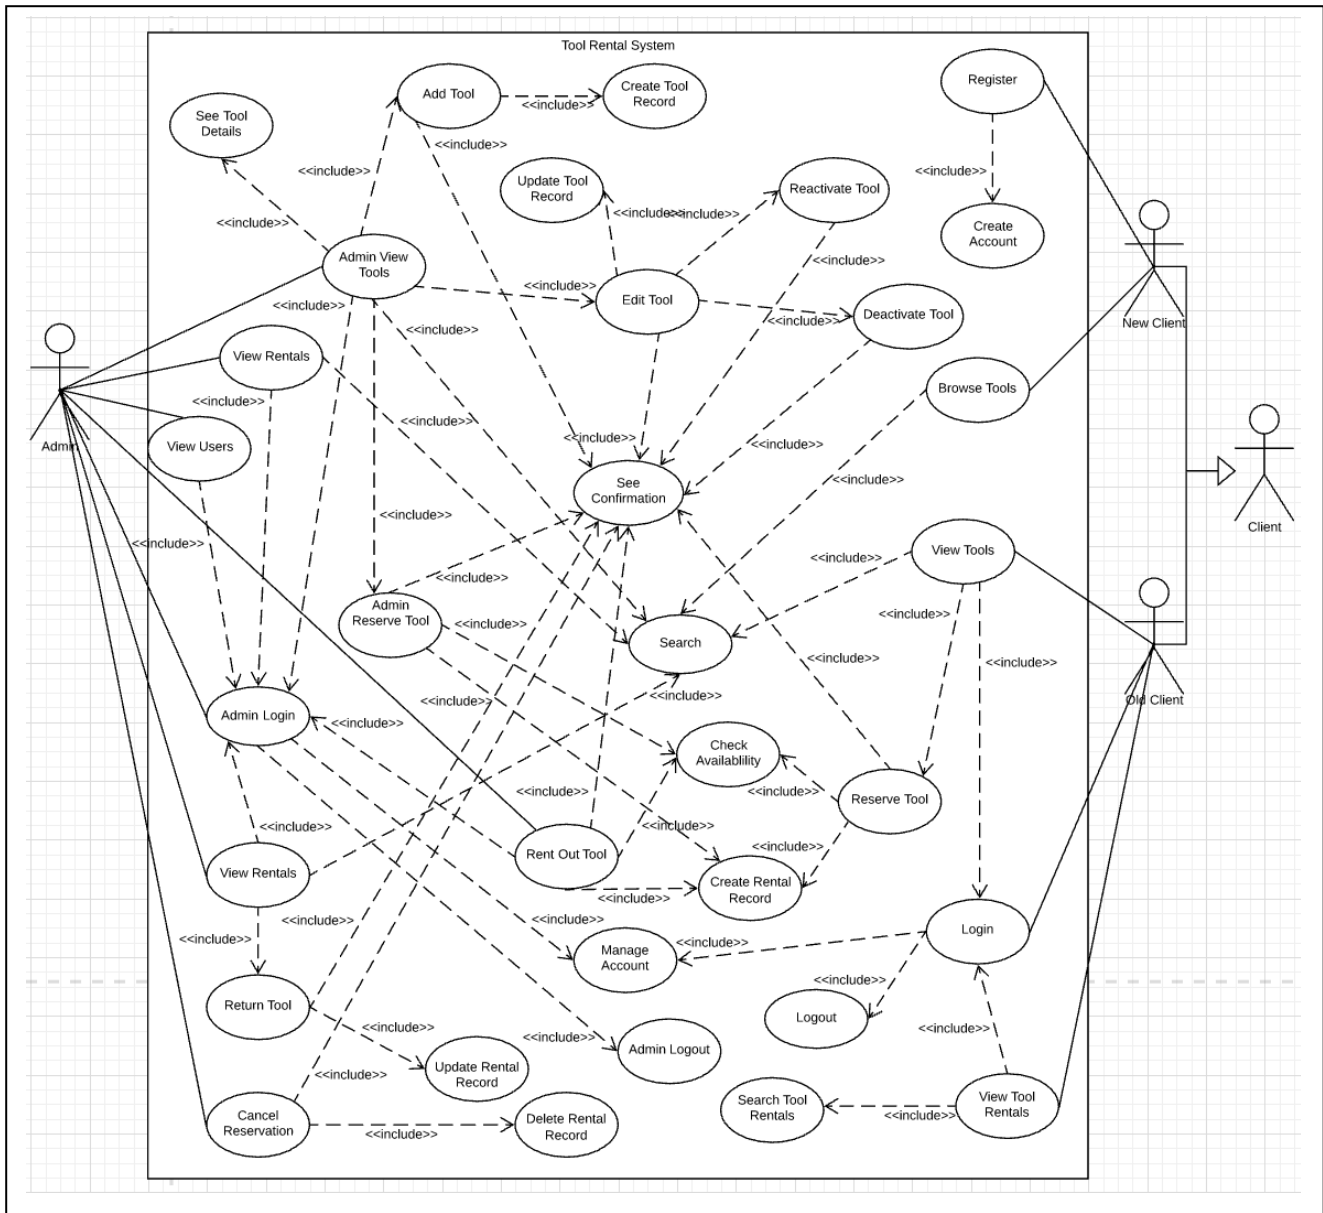 Tool Rental System
Register
Add Tool
Create Tool
Record
<<include>>
See Tool
Details
<<include>>
<<include>>
<<include>>
Update Tool
Record
Reactivate Tool
<<include>>
<<include>>
<<include>>
Create
Account
Admin View
Tools
<<include>>
<<include>>
<<include>>
Edit Tool
Deactivate Tool
<<include>>
<<include>>
New Client
View Rentals
Browse Tools
<<include>>
<<include>>
Admin
View Users
<<include>>
<<include>>
<<include>>
See
Confirmation
<<include>>
<<include>>
Client
View Tools
<<include>>
<<include>>
Admin
Reserve Tool
<<include>>
<<include>>
Search
<<include>>
<<include>>
<<include>>
<<include>>
Old Client
Admin Login
<<include>>
Check
Availablility
<<include>>
<<include>>
Reserve Tool
<<include>>
<<include>>
<<include>>
Rent Out Tool
View Rentals
Create Rental
Record
<<include>>
<<include>>
<<include>>
Login
<<include>>
<<include>>
Manage
Account
<<include>>
Return Tool
Logout
<<include>>
<<include>>
<<include>>
Admin Logout
Update Rental
Record
<<include>>
Cancel
Reservation
<<include>>
Delete Rental
Record
Search Tool
Rentals
<<include>>
View Tool
Rentals